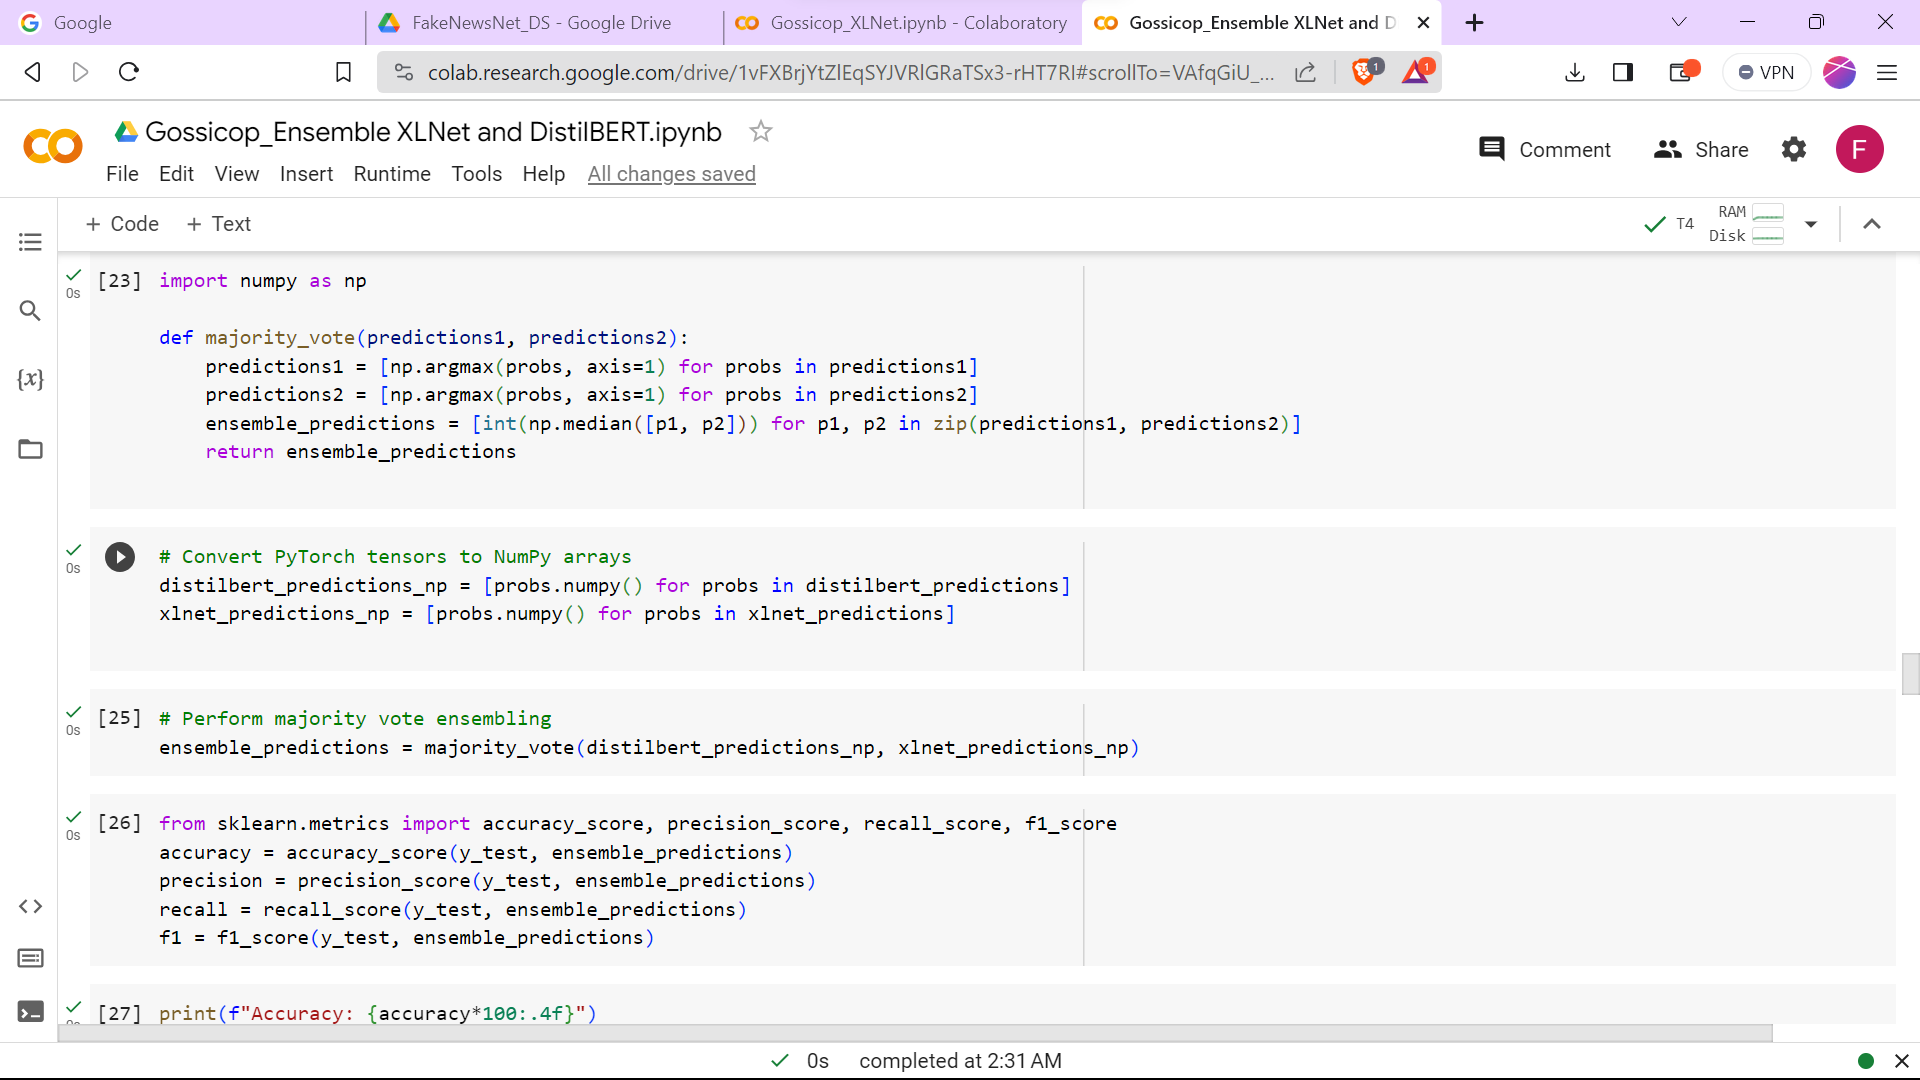 Google
FakeNewsNet_DS - Google Drive
Gossicop_XLNet.ipynb - Colaboratory
Gossicop_Ensemble XLNet and D
colab.research.google.com/drive/1vFXBrjYtZlEqSYJVRlGRaTSx3-rHT7RI#scrollTo=VAfqGiU_...
1
1
VPN
Gossicop_Ensemble XLNet and DistilBERT.ipynb
Comment
Share
F
File Edit View Insert Runtime Tools Help All changes saved
+ Code + Text
T4
RAM
Disk
0s
[23] import numpy as np
def majority_vote(predictions1, predictions2):
predictions1 = [np.argmax(probs, axis=1) for probs in predictions1]
predictions2 = [np.argmax(probs, axis=1) for probs in predictions2]
ensemble_predictions = [int(np.median([p1, p2])) for p1, p2 in zip(predictions1, predictions2)]
return ensemble_predictions
{x}
0s
# Convert PyTorch tensors to NumPy arrays
distilbert_predictions_np = [probs.numpy() for probs in distilbert_predictions]
xlnet_predictions_np = [probs.numpy() for probs in xlnet_predictions]
0s
[25] # Perform majority vote ensembling
ensemble_predictions = majority_vote(distilbert_predictions_np, xlnet_predictions_np)
0s
[26] from sklearn.metrics import accuracy_score, precision_score, recall_score, f1_score
accuracy = accuracy_score(y_test, ensemble_predictions)
precision = precision_score(y_test, ensemble_predictions)
recall = recall_score(y_test, ensemble_predictions)
f1 = f1_score(y_test, ensemble_predictions)
0s
[27] print(f"Accuracy: {accuracy*100:.4f}")
0s completed at 2:31 AM